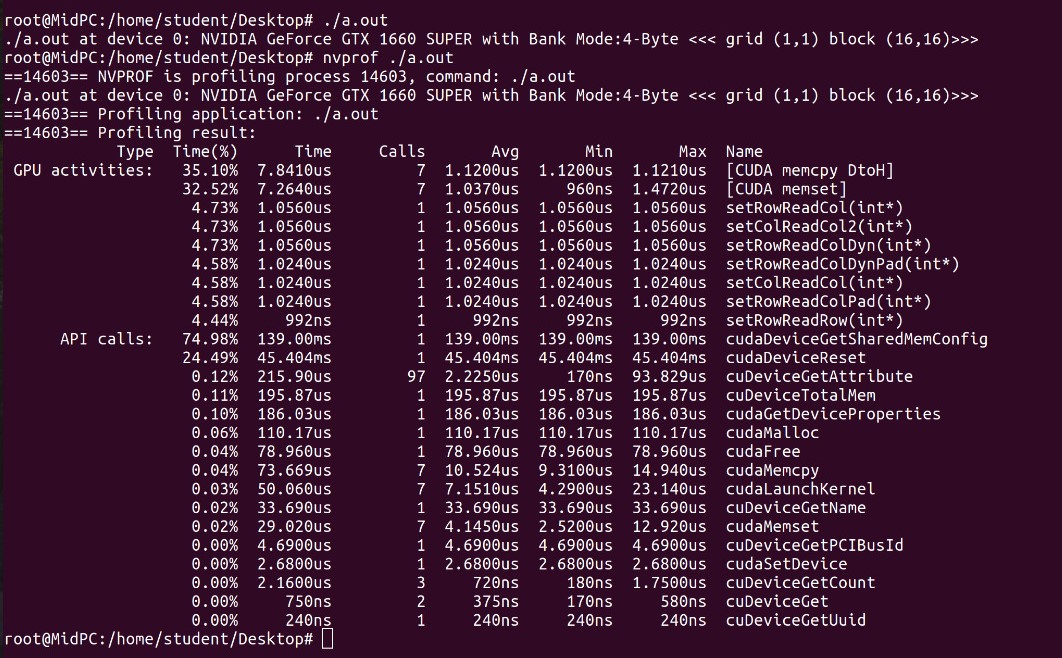 root@MidPC:/home/student/Desktop# ./a.out
./a.out at device 0: NVIDIA GeForce GTX 1660 SUPER with Bank Mode:4-Byte <<< grid (1,1) block (16,16)>>>
root@MidPC:/home/student/Desktop# nvprof ./a.out
==14603== NVPROF is profiling process 14603, command: ./a.out
./a.out at device 0: NVIDIA GeForce GTX 1660 SUPER with Bank Mode:4-Byte <<< grid (1,1) block (16,16)>>>
==14603== Profiling application: ./a.out
==14603== Profiling result:
Type Time(%) Time Calls Avg Min Max Name
GPU activities: 35.10% 7.8410us 7 1.1200us 1.1200us 1.1210us [CUDA memcpy DtoH]
32.52% 7.2640us 7 1.0370us 960ns 1.4720us [CUDA memset]
4.73% 1.0560us 1 1.0560us 1.0560us 1.0560us setRowReadCol(int*)
4.73% 1.0560us 1 1.0560us 1.0560us 1.0560us setColReadCol2(int*)
4.73% 1.0560us 1 1.0560us 1.0560us 1.0560us setRowReadColDyn(int*)
4.58% 1.0240us 1 1.0240us 1.0240us 1.0240us setRowReadColDynPad(int*)
4.58% 1.0240us 1 1.0240us 1.0240us 1.0240us setColReadCol(int*)
4.58% 1.0240us 1 1.0240us 1.0240us 1.0240us setRowReadColPad(int*)
4.44% 992ns 1 992ns 992ns 992ns setRowReadRow(int*)
API calls: 74.98% 139.00ms 1 139.00ms 139.00ms 139.00ms cudaDeviceGetSharedMemConfig
24.49% 45.404ms 1 45.404ms 45.404ms 45.404ms cudaDeviceReset
0.12% 215.90us 97 2.2250us 170ns 93.829us cuDeviceGetAttribute
0.11% 195.87us 1 195.87us 195.87us 195.87us cuDeviceTotalMem
0.10% 186.03us 1 186.03us 186.03us 186.03us cudaGetDeviceProperties
0.06% 110.17us 1 110.17us 110.17us 110.17us cudaMalloc
0.04% 78.960us 1 78.960us 78.960us 78.960us cudaFree
0.04% 73.669us 7 10.524us 9.3100us 14.940us cudaMemcpy
0.03% 50.060us 7 7.1510us 4.2900us 23.140us cudaLaunchKernel
0.02% 33.690us 1 33.690us 33.690us 33.690us cuDeviceGetName
0.02% 29.020us 7 4.1450us 2.5200us 12.920us cudaMemset
0.00% 4.6900us 1 4.6900us 4.6900us 4.6900us cuDeviceGetPCIBusId
0.00% 2.6800us 1 2.6800us 2.6800us 2.6800us cudaSetDevice
0.00% 2.1600us 3 720ns 180ns 1.7500us cuDeviceGetCount
0.00% 750ns 2 375ns 170ns 580ns cuDeviceGet
0.00% 240ns 1 240ns 240ns 240ns cuDeviceGetUuid
root@MidPC:/home/student/Desktop#